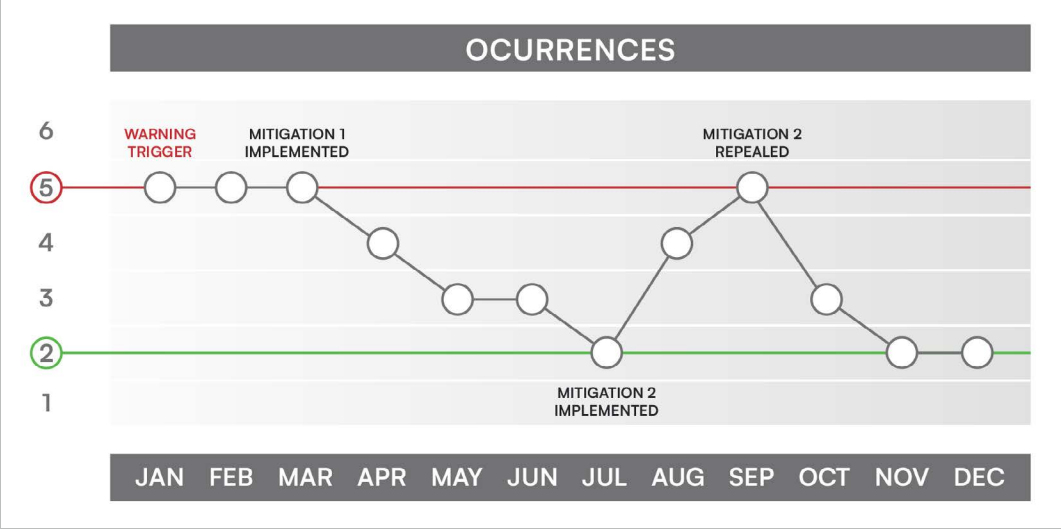 OCURRENCES
6
WARNING
TRIGGER
MITIGATION 1
IMPLEMENTED
MITIGATION 2
REPEALED
5
4
3
2
MITIGATION 2
IMPLEMENTED
1
JAN FEB MAR APR MAY JUN JUL AUG SEP OCT NOV DEC